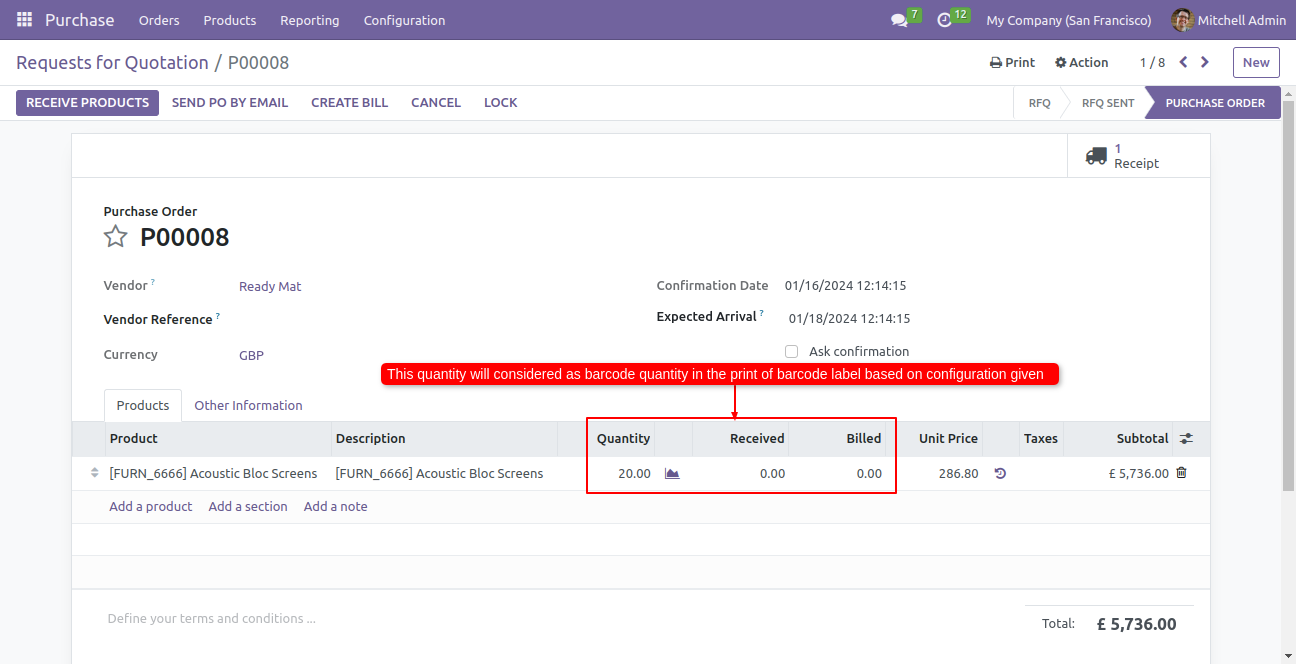 Purchase Orders Products Reporting Configuration 7 12 My Company (San Francisco) Mitchell Admin
Requests for Quotation / P00008 Print Action 1 / 8 New
RECEIVE PRODUCTS SEND PO BY EMAIL CREATE BILL CANCEL LOCK RFQ RFQ SENT PURCHASE ORDER
1
Receipt
Purchase Order
P00008
Vendor ? Ready Mat Confirmation Date 01/16/2024 12:14:15
Vendor Reference ? Expected Arrival ? 01/18/2024 12:14:15
Currency GBP Ask confirmation
This quantity will considered as barcode quantity in the print of barcode label based on configuration given
Products Other Information
Product Description Quantity Received Billed Unit Price Taxes Subtotal
[FURN_6666] Acoustic Bloc Screens [FURN_6666] Acoustic Bloc Screens 20.00 0.00 0.00 286.80 £ 5,736.00
Add a product Add a section Add a note
Define your terms and conditions ...
Total: £ 5,736.00